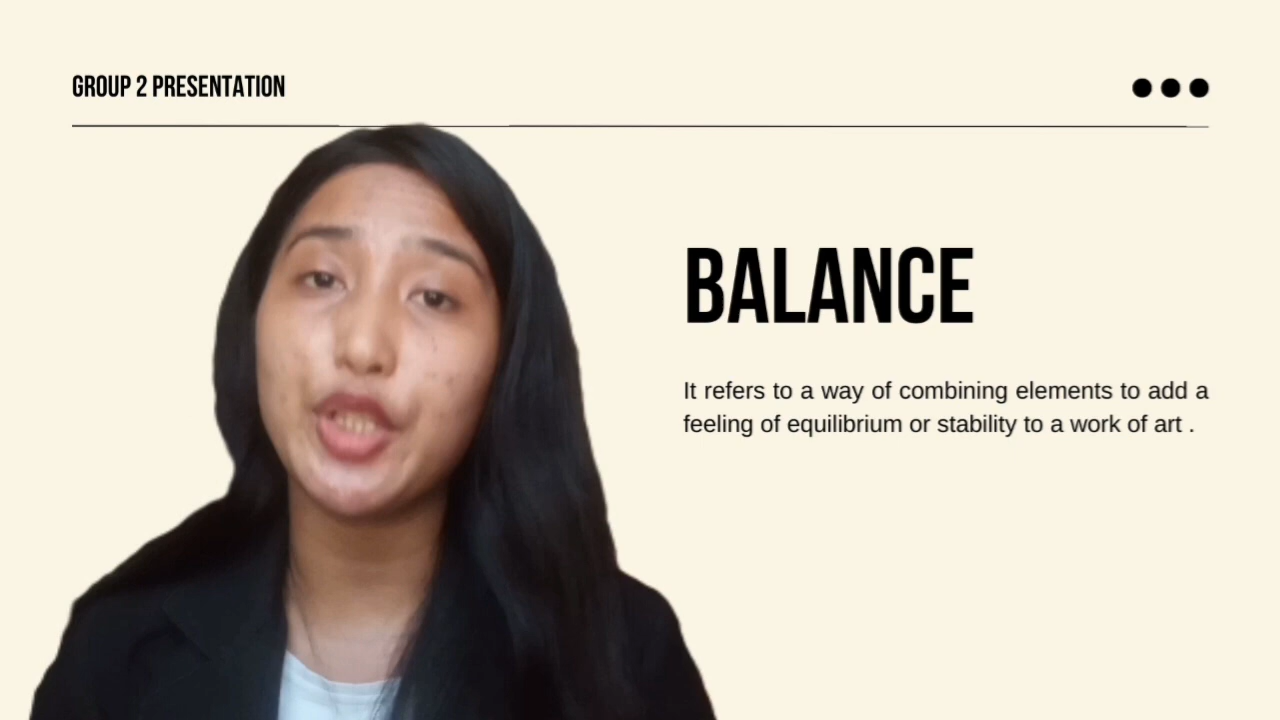 GROUP 2 PRESENTATION
BALANCE
It refers to a way of combining elements to add a
feeling of equilibrium or stability to a work of art .